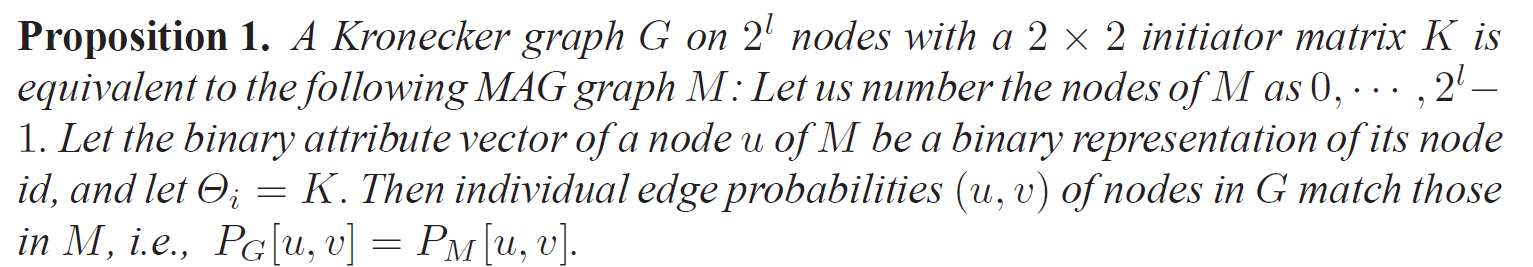 Proposition 1. A Kronecker graph G on 2^l nodes with a 2 × 2 initiator matrix K is
equivalent to the following MAG graph M: Let us number the nodes of M as 0, ··· , 2^l −
1. Let the binary attribute vector of a node u of M be a binary representation of its node
id, and let Θ_i = K. Then individual edge probabilities (u, v) of nodes in G match those
in M, i.e., P_G[u, v] = P_M[u, v].